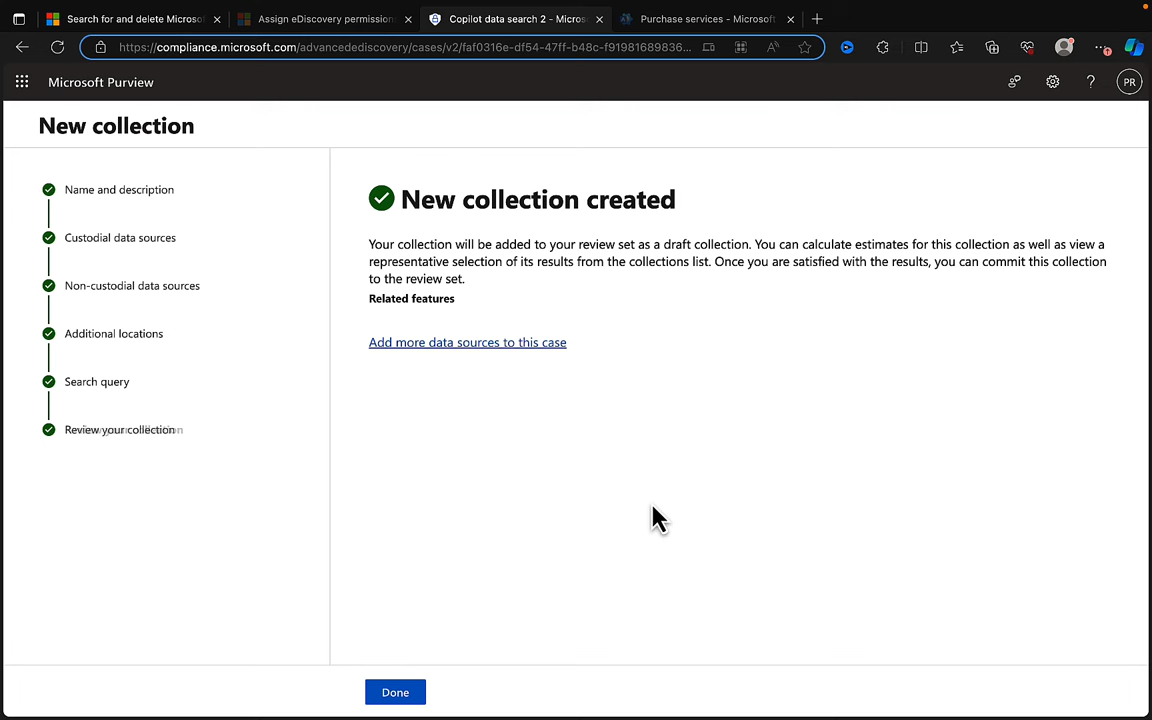 Search for and delete Microso
Assign eDiscovery permission
Copilot data search 2 - Micros
Purchase services - Microsoft
https://compliance.microsoft.com/advancedediscovery/cases/v2/faf0316e-df54-47ff-b48c-f91981689836...
Microsoft Purview
PR
New collection
Name and description
Custodial data sources
Non-custodial data sources
Additional locations
Search query
Review your collection
New collection created
Your collection will be added to your review set as a draft collection. You can calculate estimates for this collection as well as view a
representative selection of its results from the collections list. Once you are satisfied with the results, you can commit this collection
to the review set.
Related features
Add more data sources to this case
Done